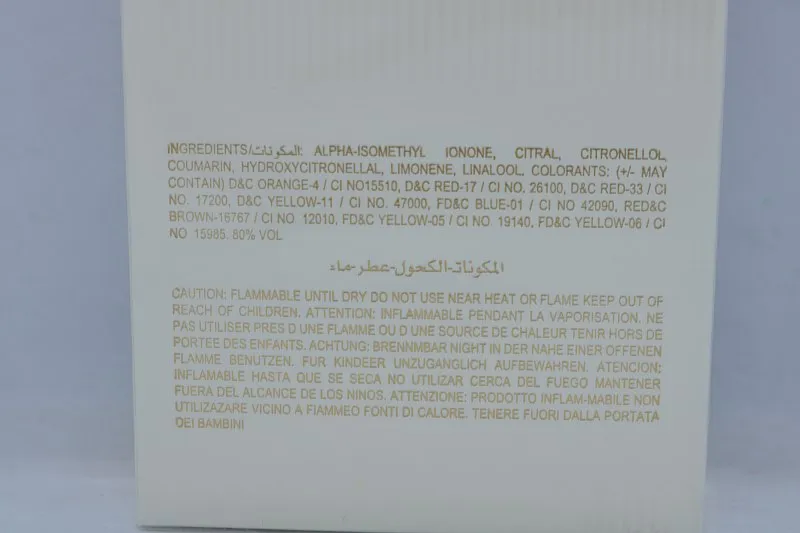 INGREDIENTS/المكونات: ALPHA-ISOMETHYL IONONE, CITRAL, CITRONELLOL,
COUMARIN, HYDROXYCITRONELLAL, LIMONENE, LINALOOL, COLORANTS: (+/- MAY
CONTAIN) D&C ORANGE-4 / CI NO15510, D&C RED-17 / CI NO. 26100, D&C RED-33 / CI
NO. 17200, D&C YELLOW-11 / CI NO. 47000, FD&C BLUE-01 / CI NO 42090, RED&C
BROWN-16767 / CI NO. 12010, FD&C YELLOW-05 / CI NO. 19140, FD&C YELLOW-06 / CI
NO. 15985. 80% VOL
المكونات-الكحول-عطر-ماء
CAUTION: FLAMMABLE UNTIL DRY DO NOT USE NEAR HEAT OR FLAME KEEP OUT OF
REACH OF CHILDREN. ATTENTION: INFLAMMABLE PENDANT LA VAPORISATION. NE
PAS UTILISER PRES D UNE FLAMME OU D UNE SOURCE DE CHALEUR TENIR HORS DE
PORTEE DES ENFANTS. ACHTUNG: BRENNMBAR NIGHT IN DER NAHE EINER OFFENEN
FLAMME BENUTZEN. FUR KINDEER UNZUGANGLICH AUFBEWAHREN. ATENCION;
INFLAMABLE HASTA QUE SE SECA NO UTILIZAR CERCA DEL FUEGO MANTENER
FUERA DEL ALCANCE DE LOS NINOS. ATTENZIONE: PRODOTTO INFLAM-MABILE NON
UTILIZAZARE VICINO A FIAMMEO FONTI DI CALORE. TENERE FUORI DALLA PORTATA
DEI BAMBINI